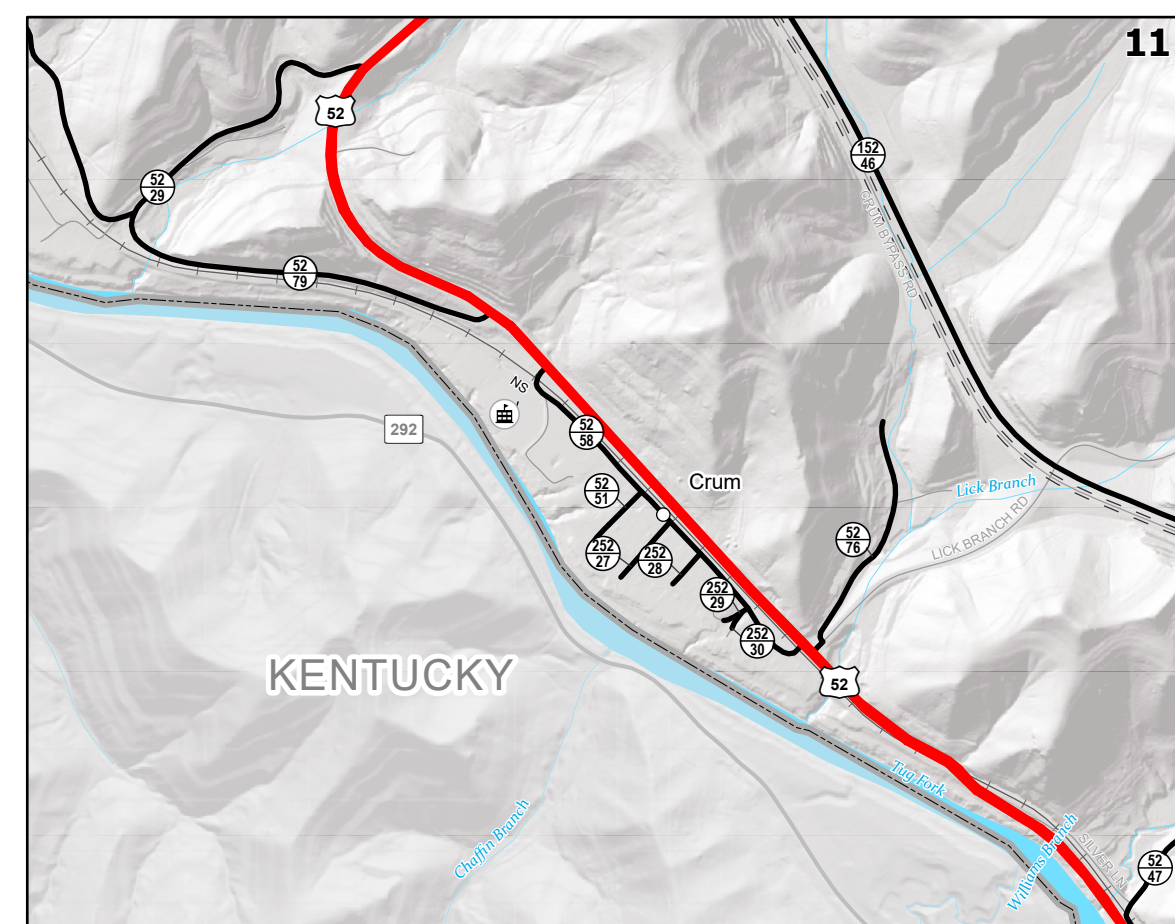 11
52
152
46
52
29
CRUM BYPASS RD
52
79
NS
292
52
58
Crum
52
51
Lick Branch
LICK BRANCH RD
52
76
252
27
252
28
252
29
252
30
KENTUCKY
52
Tug Fork
Chaffin Branch
Williams Branch
SILVER LN
52
47